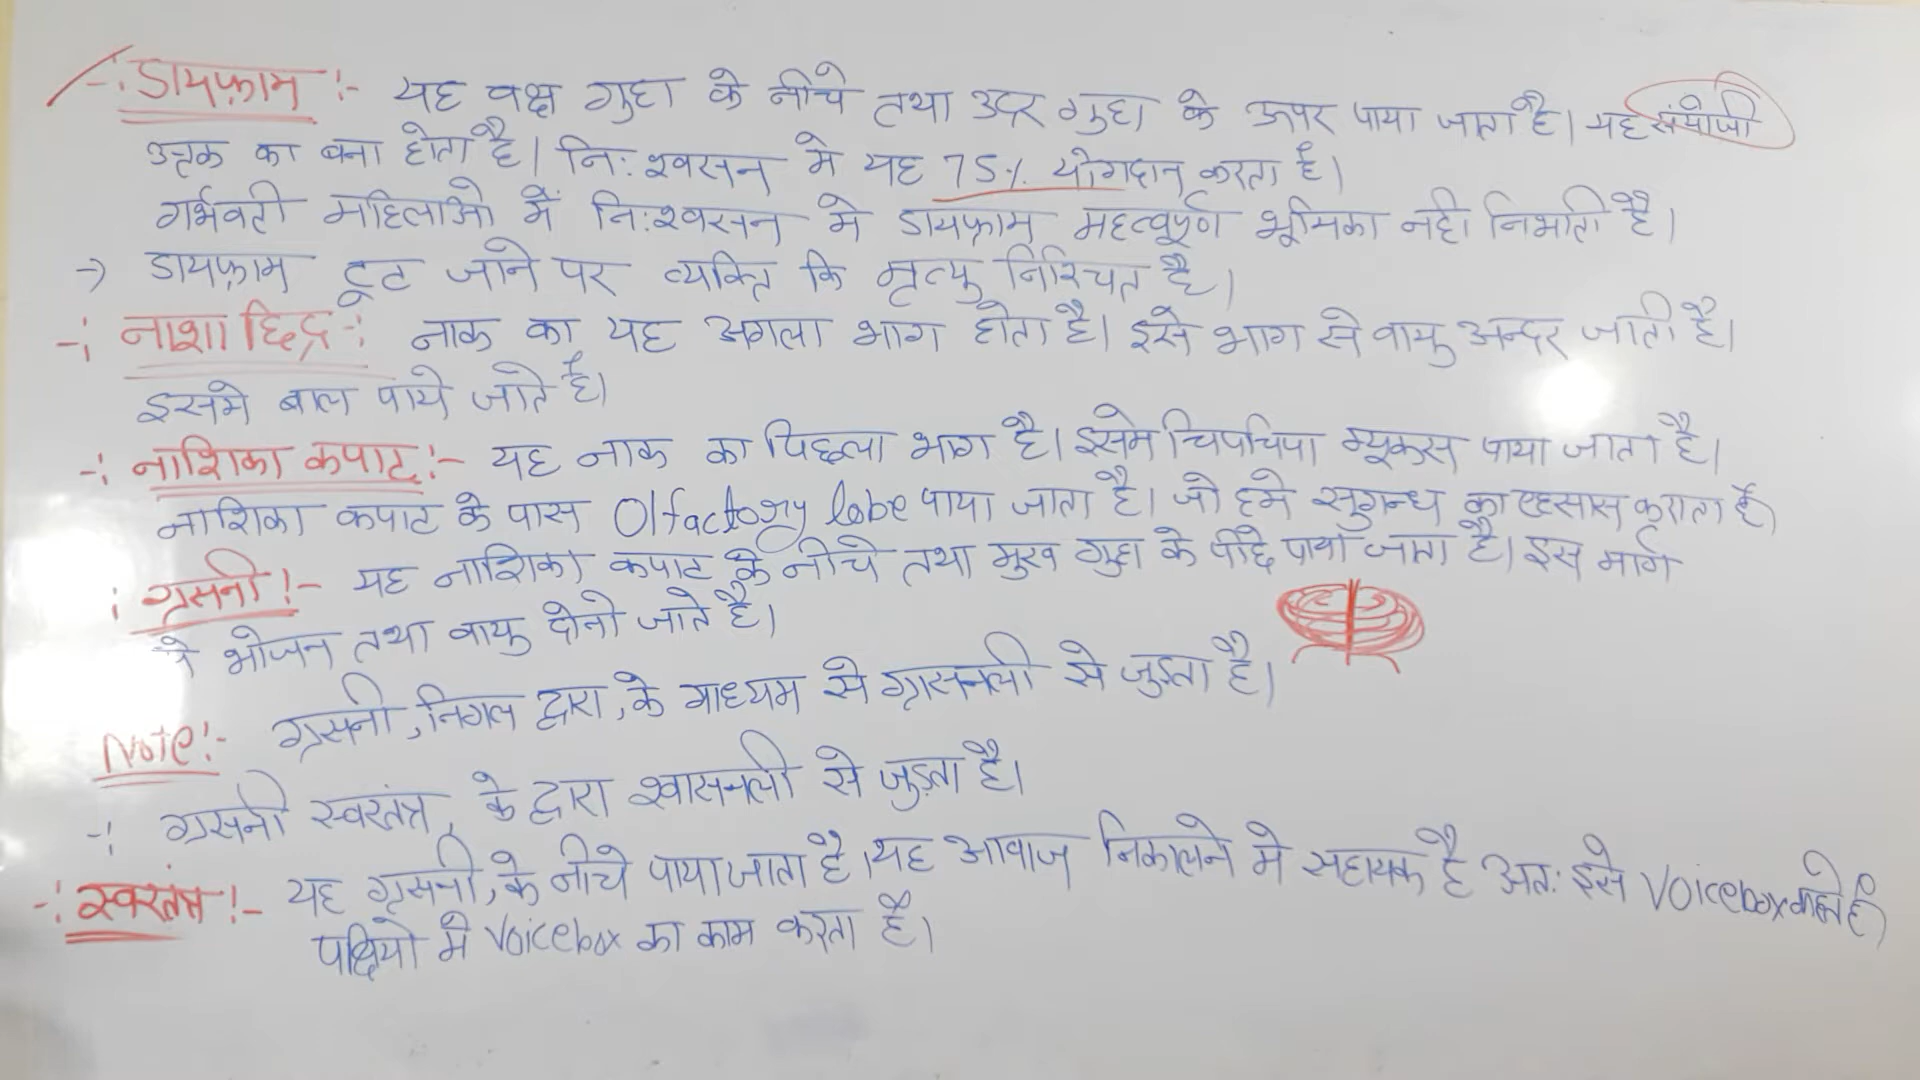 -: डायफ्राम :- यह वक्ष गुहा के नीचे तथा उदर गुहा के ऊपर पाया जाता है। यह संयोजी
उत्तक का बना होता है। नि:श्वसन मे यह 75% योगदान करता है।
गर्भवती महिलाओ में नि:श्वसन मे डायफ्राम महत्वपूर्ण भूमिका नही निभाती है।
→ डायफ्राम टूट जाने पर व्यक्ति कि मृत्यु निश्चित है।
-: नाशा छिद्र -: नाक का यह अगला भाग होता है। इसे भाग से वायु अन्दर जाती है।
इसमे बाल पाये जाते है।
-: नाशिका कपाट :- यह नाक का पिछला भाग है। इसमे चिपचिपा म्यूकस पाया जाता है।
नाशिका कपाट के पास Olfactory lobe पाया जाता है। जो हमे सुगन्ध का एहसास कराता है।
: ग्रसनी :- यह नाशिका कपाट के नीचे तथा मुख गुहा के पीछे पाया जाता है। इस मार्ग
से भोजन तथा वायु दोनो जाते है।
Note:- ग्रसनी, निगल द्वारा, के माध्यम से ग्रासनली से जुड़ता है।
-: ग्रसनी स्वरतंत्र, के द्वारा श्वासनली से जुड़ता है।
-: स्वरतंत्र :- यह ग्रसनी, के नीचे पाया जाता है। यह आवाज निकालने मे सहायक है अत: इसे Voicebox कहते है।
पक्षियो मे Voicebox का काम करता है।